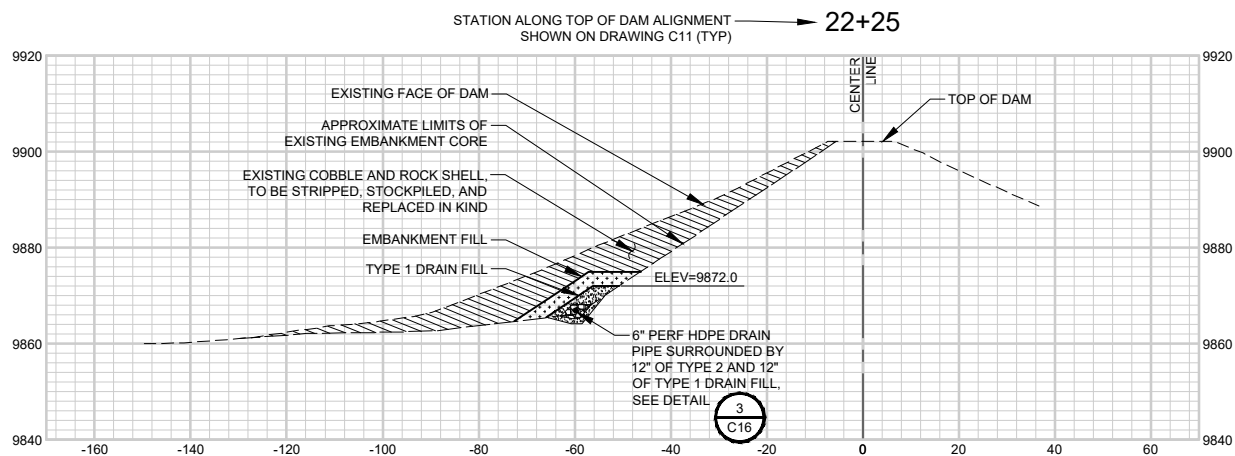 STATION ALONG TOP OF DAM ALIGNMENT
SHOWN ON DRAWING C11 (TYP)
22+25
9920
9920
CENTER
LINE
EXISTING FACE OF DAM
TOP OF DAM
APPROXIMATE LIMITS OF
EXISTING EMBANKMENT CORE
9900
9900
EXISTING COBBLE AND ROCK SHELL,
TO BE STRIPPED, STOCKPILED, AND
REPLACED IN KIND
EMBANKMENT FILL
9880
9880
TYPE 1 DRAIN FILL
ELEV=9872.0
9860
9860
6" PERF HDPE DRAIN
PIPE SURROUNDED BY
12" OF TYPE 2 AND 12"
OF TYPE 1 DRAIN FILL,
SEE DETAIL
3
C16
9840
9840
-160
-140
-120
-100
-80
-60
-40
-20
0
20
40
60